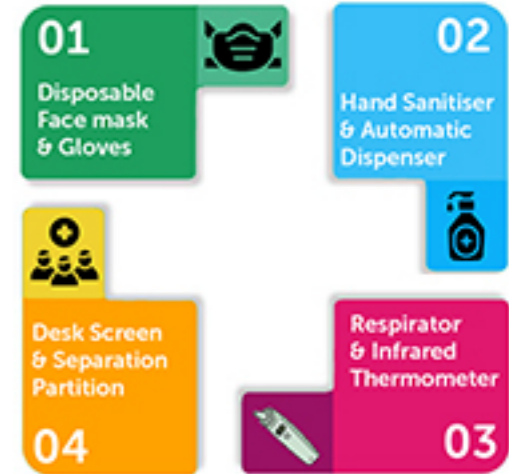 01
Disposable
Face mask
& Gloves
02
Hand Sanitiser
& Automatic
Dispenser
Respirator
& Infrared
Thermometer
03
Desk Screen
& Separation
Partition
04